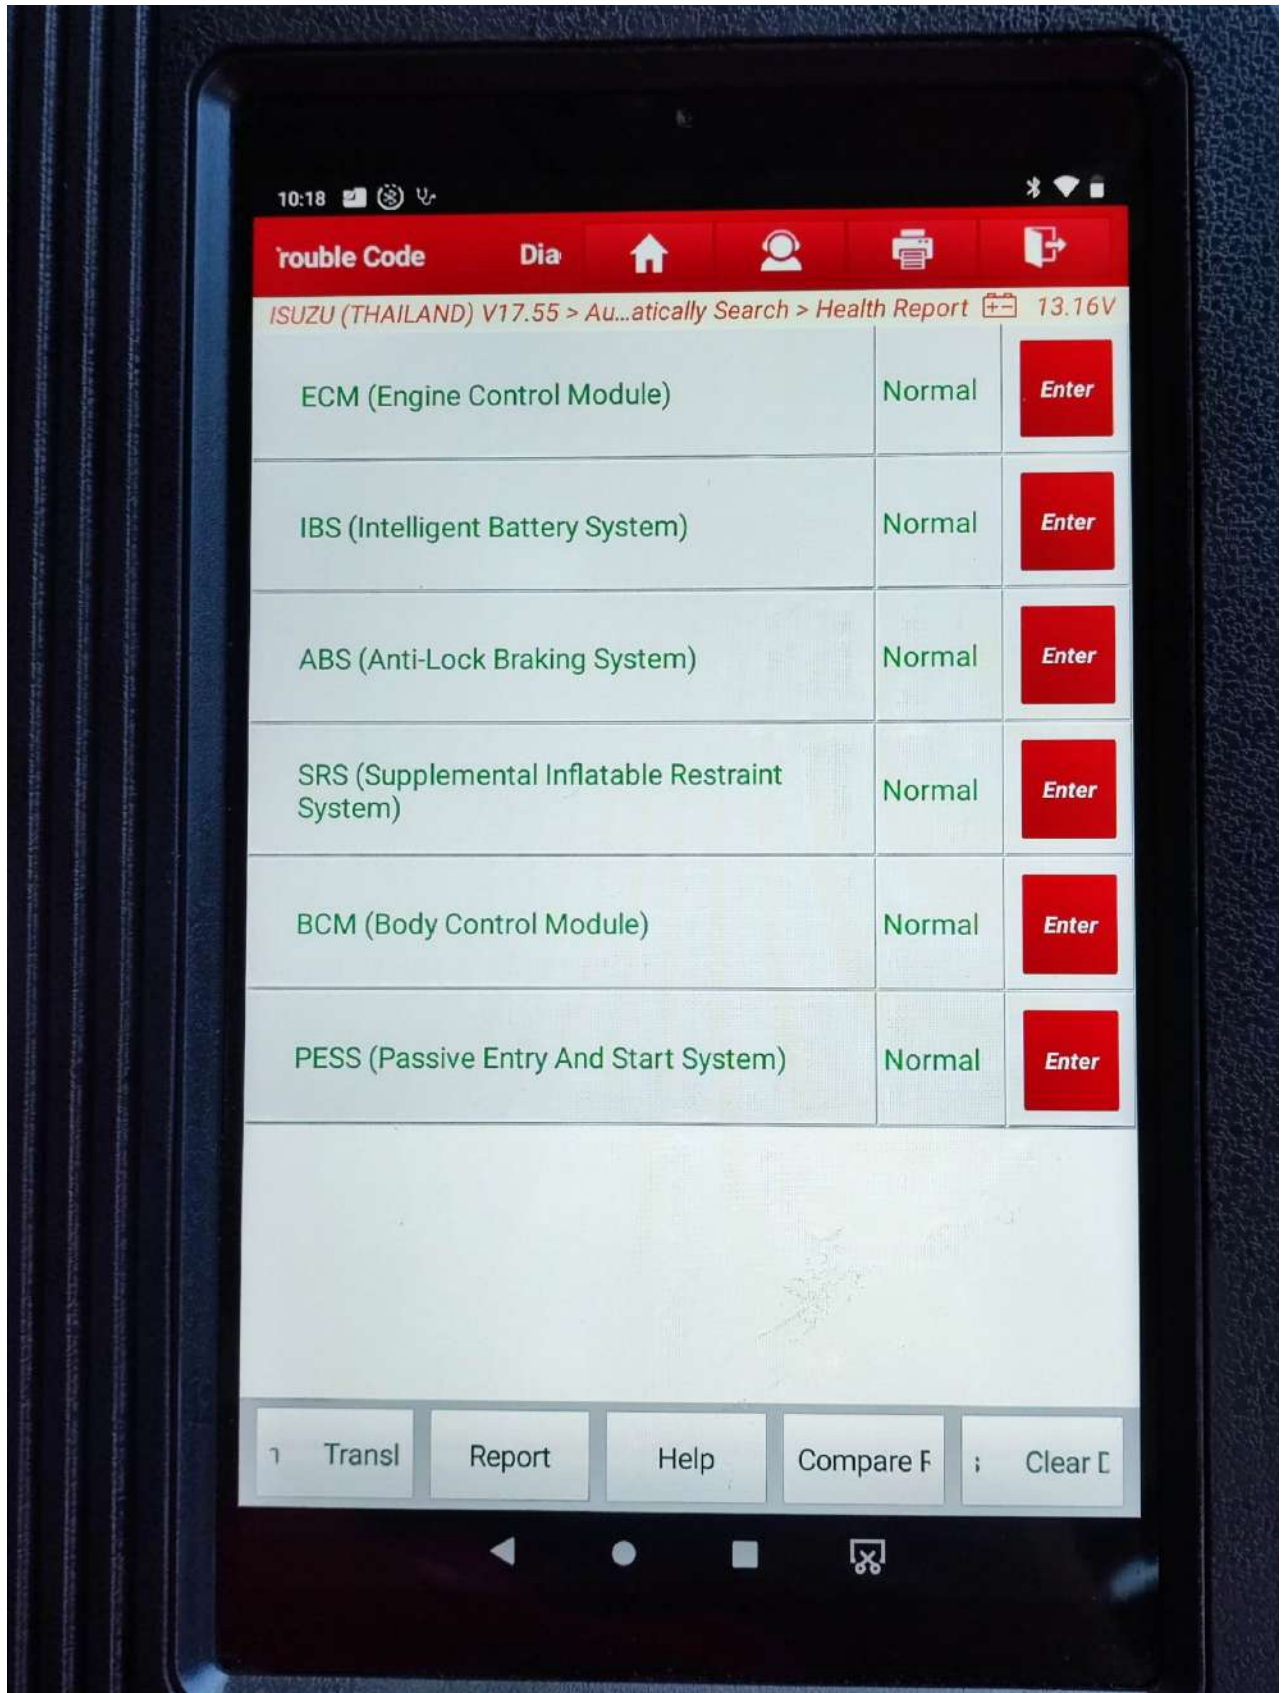 10:18
rouble Code Dia
ISUZU (THAILAND) V17.55 > Au...atically Search > Health Report 13.16V
ECM (Engine Control Module) Normal Enter
IBS (Intelligent Battery System) Normal Enter
ABS (Anti-Lock Braking System) Normal Enter
SRS (Supplemental Inflatable Restraint
System) Normal Enter
BCM (Body Control Module) Normal Enter
PESS (Passive Entry And Start System) Normal Enter
Transl Report Help Compare Clear